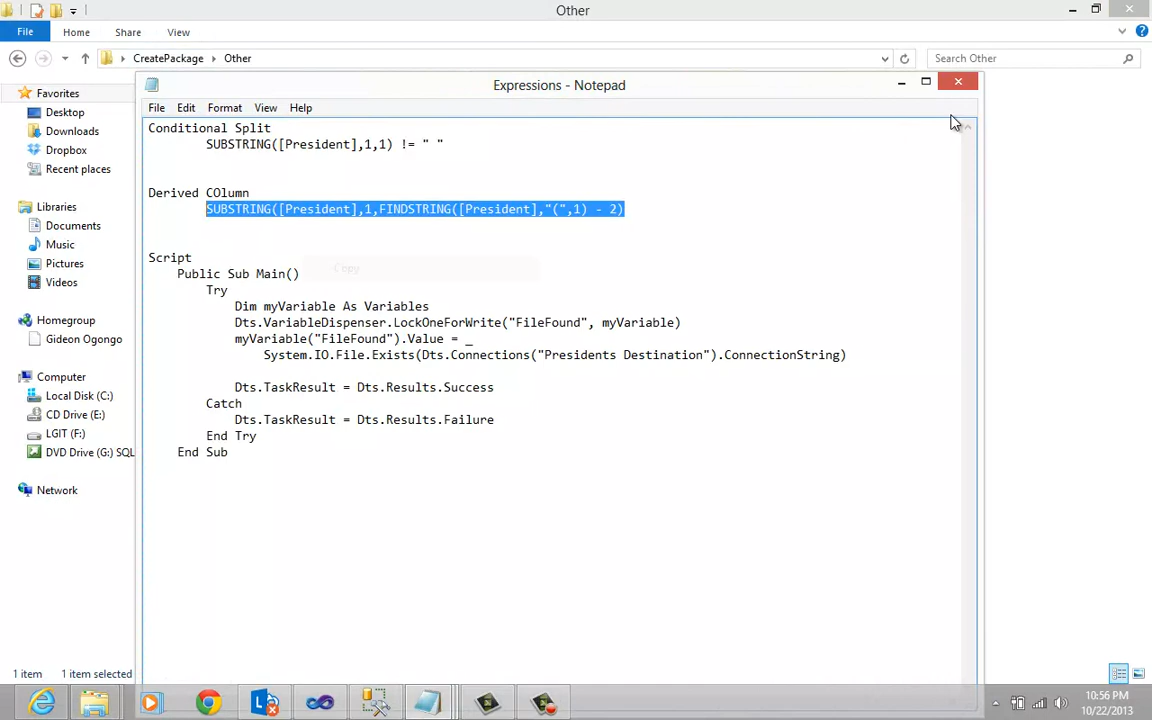 Other
File Home Share View
CreatePackage Other Search Other
Expressions - Notepad
File Edit Format View Help
Favorites
Desktop
Downloads
Dropbox
Recent places
Libraries
Documents
Music
Pictures
Videos
Homegroup
Gideon Ogongo
Computer
Local Disk (C:)
CD Drive (E:)
LGIT (F:)
DVD Drive (G:) SQL
Network
Conditional Split
SUBSTRING([President],1,1) != " "
Derived COlumn
SUBSTRING([President],1,FINDSTRING([President],"(",1) - 2)
Copy
Script
Public Sub Main()
Try
Dim myVariable As Variables
Dts.VariableDispenser.LockOneForWrite("FileFound", myVariable)
myVariable("FileFound").Value = _
System.IO.File.Exists(Dts.Connections("Presidents Destination").ConnectionString)
Dts.TaskResult = Dts.Results.Success
Catch
Dts.TaskResult = Dts.Results.Failure
End Try
End Sub
1 item 1 item selected
10:56 PM
10/22/2013